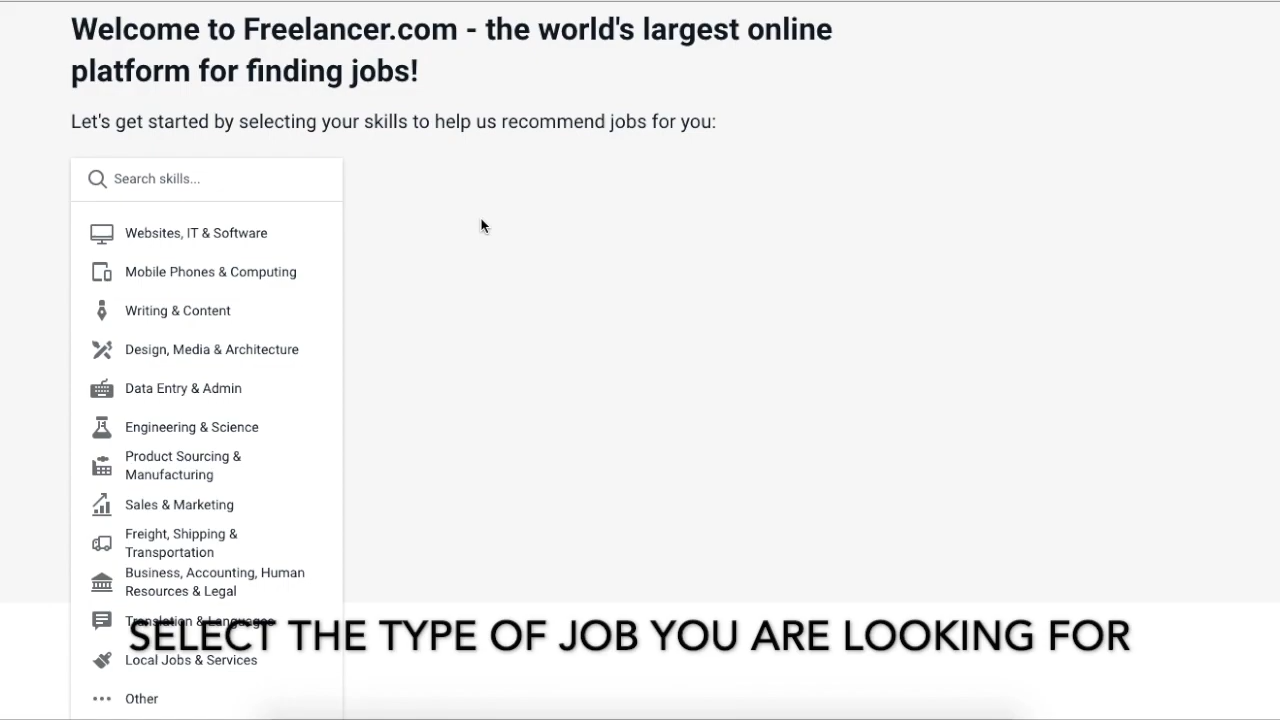 Welcome to Freelancer.com - the world's largest online
platform for finding jobs!
Let's get started by selecting your skills to help us recommend jobs for you:
Search skills...
Websites, IT & Software
Mobile Phones & Computing
Writing & Content
Design, Media & Architecture
Data Entry & Admin
Engineering & Science
Product Sourcing &
Manufacturing
Sales & Marketing
Freight, Shipping &
Transportation
Business, Accounting, Human
Resources & Legal
Translation & Languages
SELECT THE TYPE OF JOB YOU ARE LOOKING FOR
Local Jobs & Services
Other